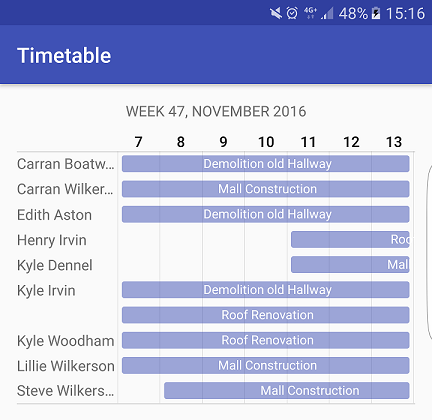 4G+ 48% 15:16
Timetable
WEEK 47, NOVEMBER 2016
7 8 9 10 11 12 13
Carran Boatw... Demolition old Hallway
Carran Wilker... Mall Construction
Edith Aston Demolition old Hallway
Henry Irvin Roo
Kyle Dennel Mal
Kyle Irvin Demolition old Hallway
Roof Renovation
Kyle Woodham Roof Renovation
Lillie Wilkerson Mall Construction
Steve Wilkers... Mall Construction